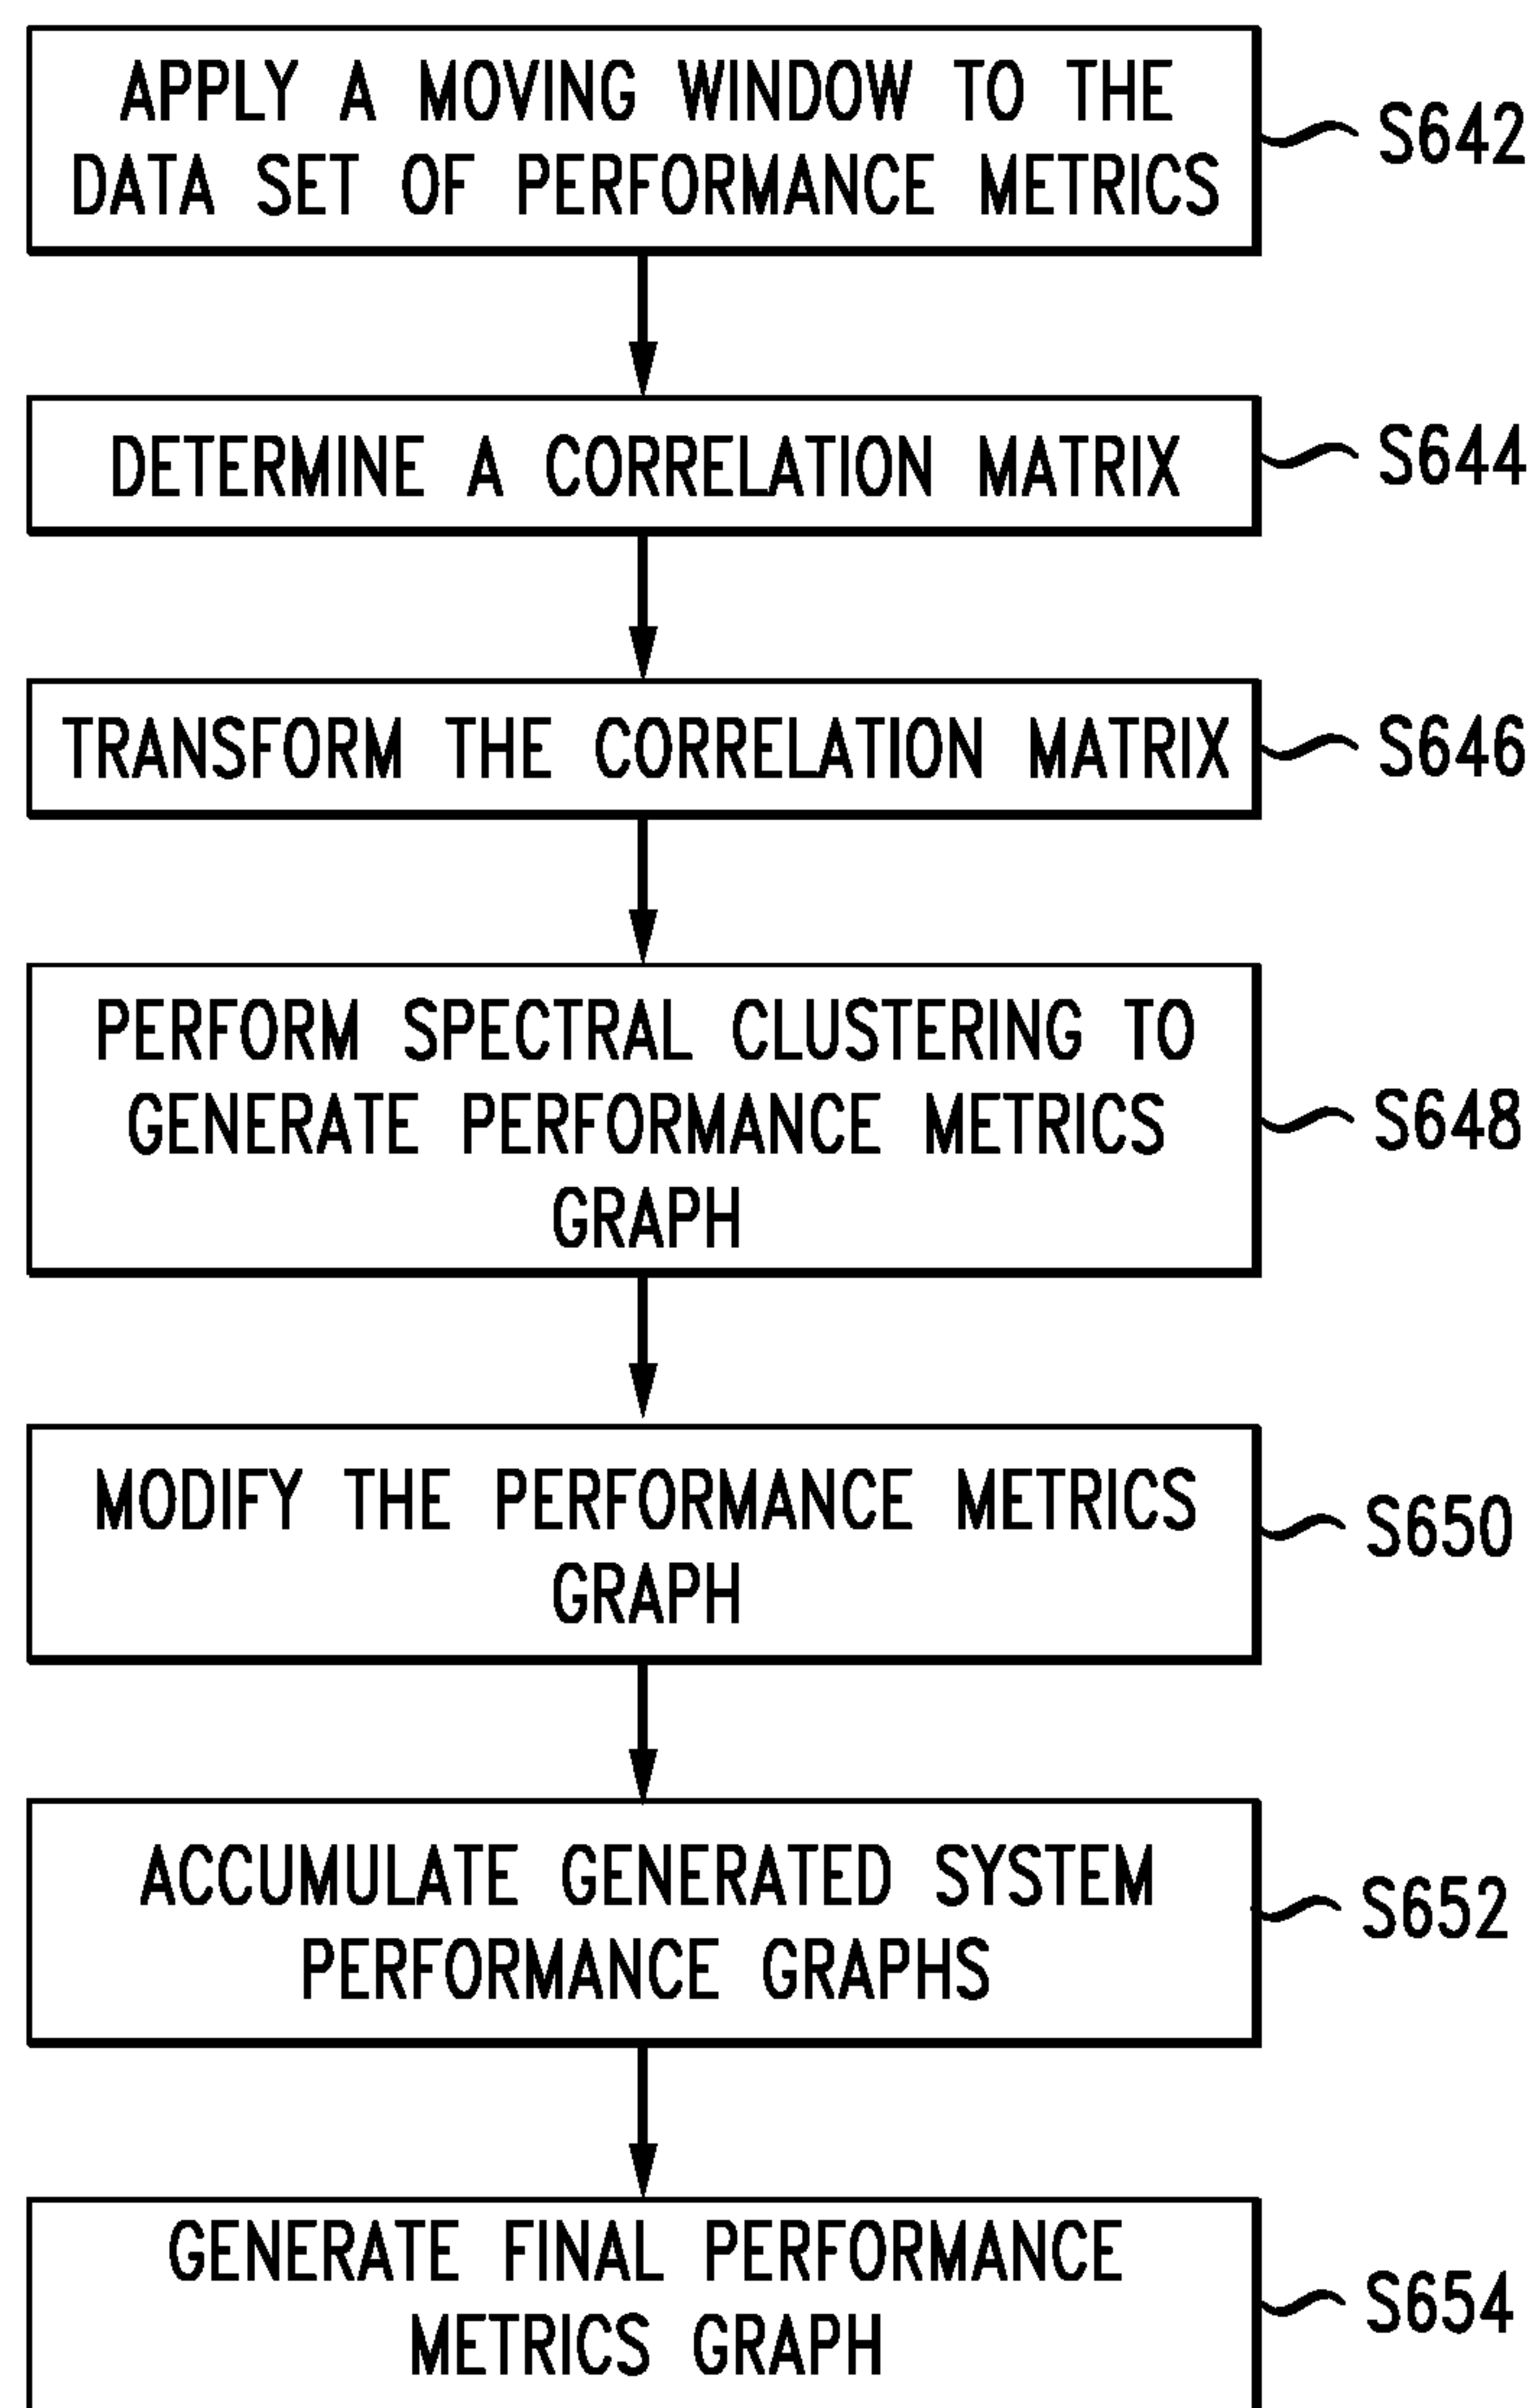 APPLY A MOVING WINDOW TO THE
DATA SET OF PERFORMANCE METRICS
S642
DETERMINE A CORRELATION MATRIX
S644
TRANSFORM THE CORRELATION MATRIX
S646
PERFORM SPECTRAL CLUSTERING TO
GENERATE PERFORMANCE METRICS
GRAPH
S648
MODIFY THE PERFORMANCE METRICS
GRAPH
S650
ACCUMULATE GENERATED SYSTEM
PERFORMANCE GRAPHS
S652
GENERATE FINAL PERFORMANCE
METRICS GRAPH
S654